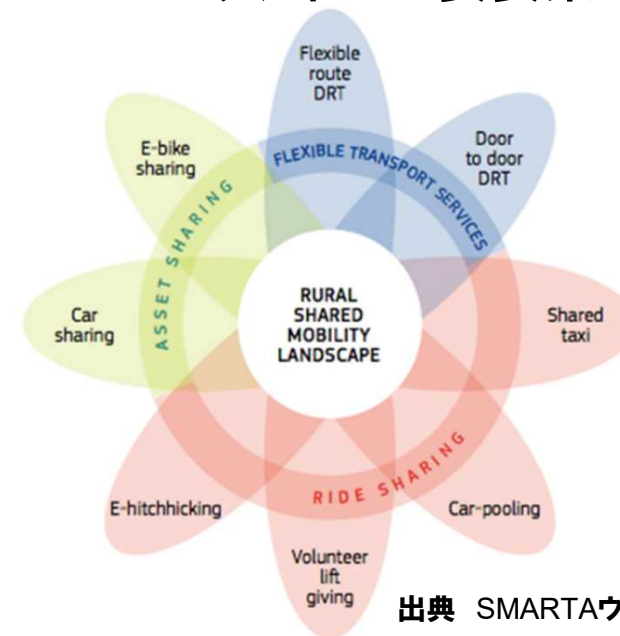 Flexible
route
DRT
Door
to door
DRT
E-bike
sharing
FLEXIBLE TRANSPORT SERVICES
ASSET SHARING
Car
sharing
RURAL
SHARED
MOBILITY
LANDSCAPE
Shared
taxi
RIDE SHARING
E-hitchhicking
Car-pooling
Volunteer
lift
giving
出典 SMARTAウ